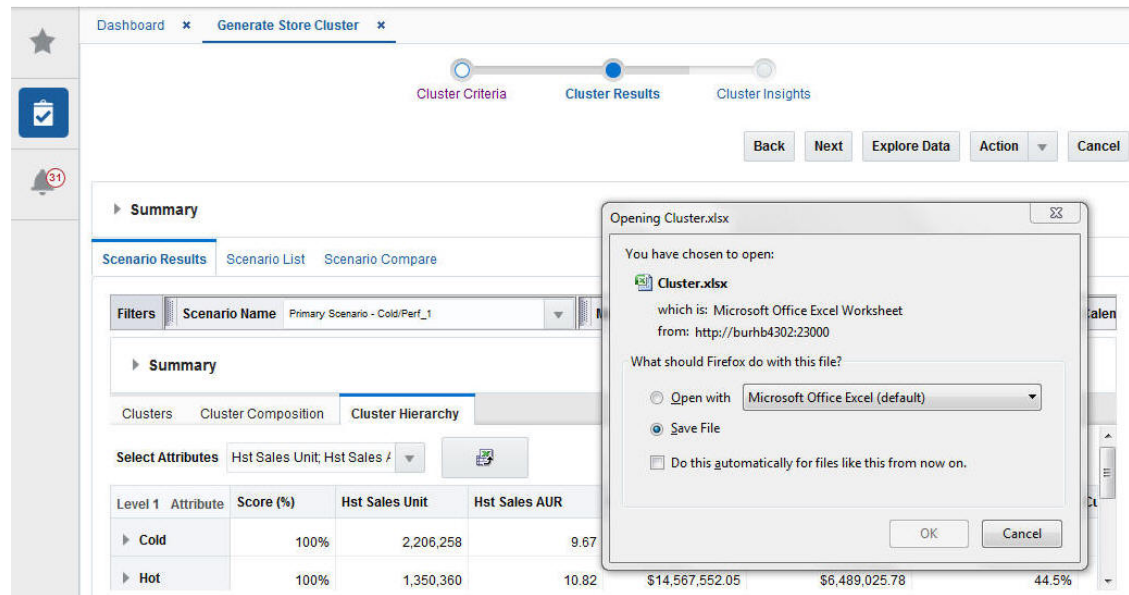 Dashboard × Generate Store Cluster ×
Cluster Criteria Cluster Results Cluster Insights
Back Next Explore Data Action Cancel
31
Summary
Scenario Results Scenario List Scenario Compare
Filters Scenario Name Primary Scenario - Cold/Perf_1
Summary
Clusters Cluster Composition Cluster Hierarchy
Select Attributes Hst Sales Unit; Hst Sales
Level 1 Attribute Score (%) Hst Sales Unit Hst Sales AUR
Cold 100% 2,206,258 9.67
Hot 100% 1,350,360 10.82 $14,567,552.05 $6,489,025.78 44.5%
Opening Cluster.xlsx
You have chosen to open:
Cluster.xlsx
which is: Microsoft Office Excel Worksheet
from: http://burhb4302:23000
What should Firefox do with this file?
Open with Microsoft Office Excel (default)
Save File
Do this automatically for files like this from now on.
OK Cancel